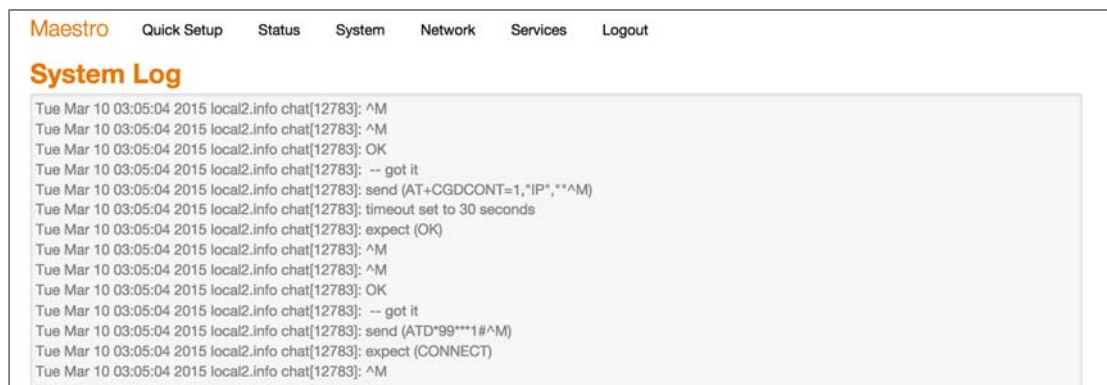 Maestro Quick Setup Status System Network Services Logout
System Log
Tue Mar 10 03:05:04 2015 local2.info chat[12783]: ^M
Tue Mar 10 03:05:04 2015 local2.info chat[12783]: ^M
Tue Mar 10 03:05:04 2015 local2.info chat[12783]: OK
Tue Mar 10 03:05:04 2015 local2.info chat[12783]: -- got it
Tue Mar 10 03:05:04 2015 local2.info chat[12783]: send (AT+CGDCONT=1,"IP",""^M)
Tue Mar 10 03:05:04 2015 local2.info chat[12783]: timeout set to 30 seconds
Tue Mar 10 03:05:04 2015 local2.info chat[12783]: expect (OK)
Tue Mar 10 03:05:04 2015 local2.info chat[12783]: ^M
Tue Mar 10 03:05:04 2015 local2.info chat[12783]: ^M
Tue Mar 10 03:05:04 2015 local2.info chat[12783]: OK
Tue Mar 10 03:05:04 2015 local2.info chat[12783]: -- got it
Tue Mar 10 03:05:04 2015 local2.info chat[12783]: send (ATD*99***1#^M)
Tue Mar 10 03:05:04 2015 local2.info chat[12783]: expect (CONNECT)
Tue Mar 10 03:05:04 2015 local2.info chat[12783]: ^M